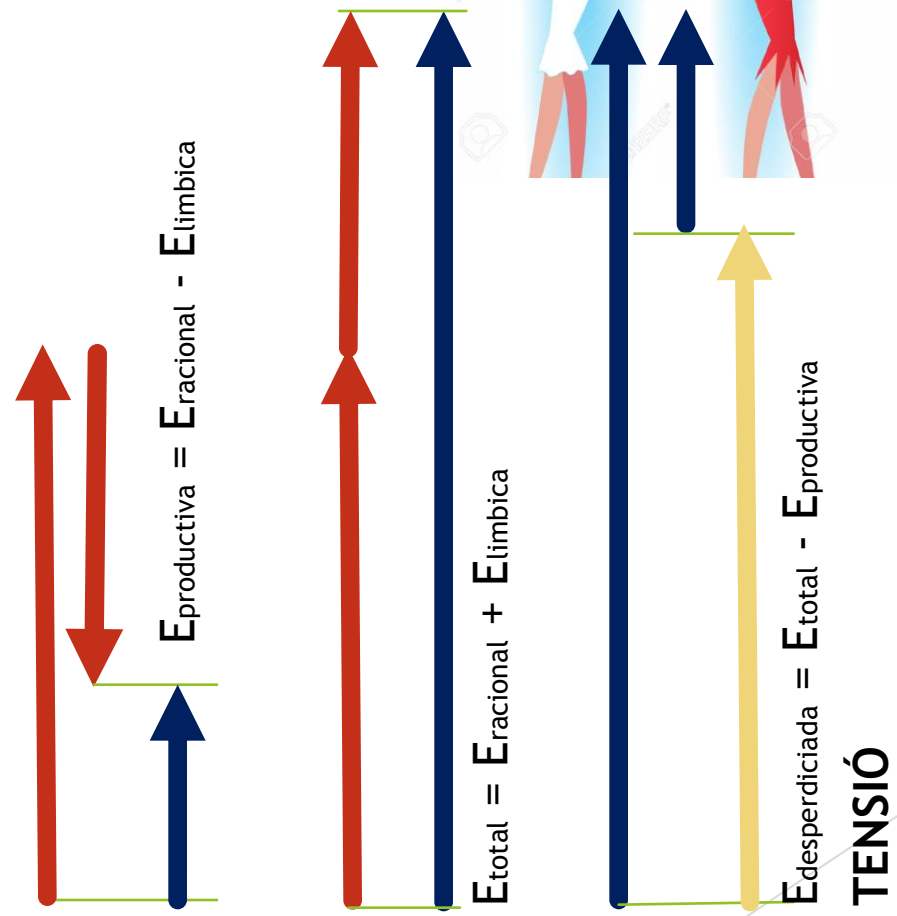 Eproductiva = Eracional - Elimbica
Etotal = Eracional + Elimbica
Edesperdiciada = Etotal - Eproductiva
TENSIÓ